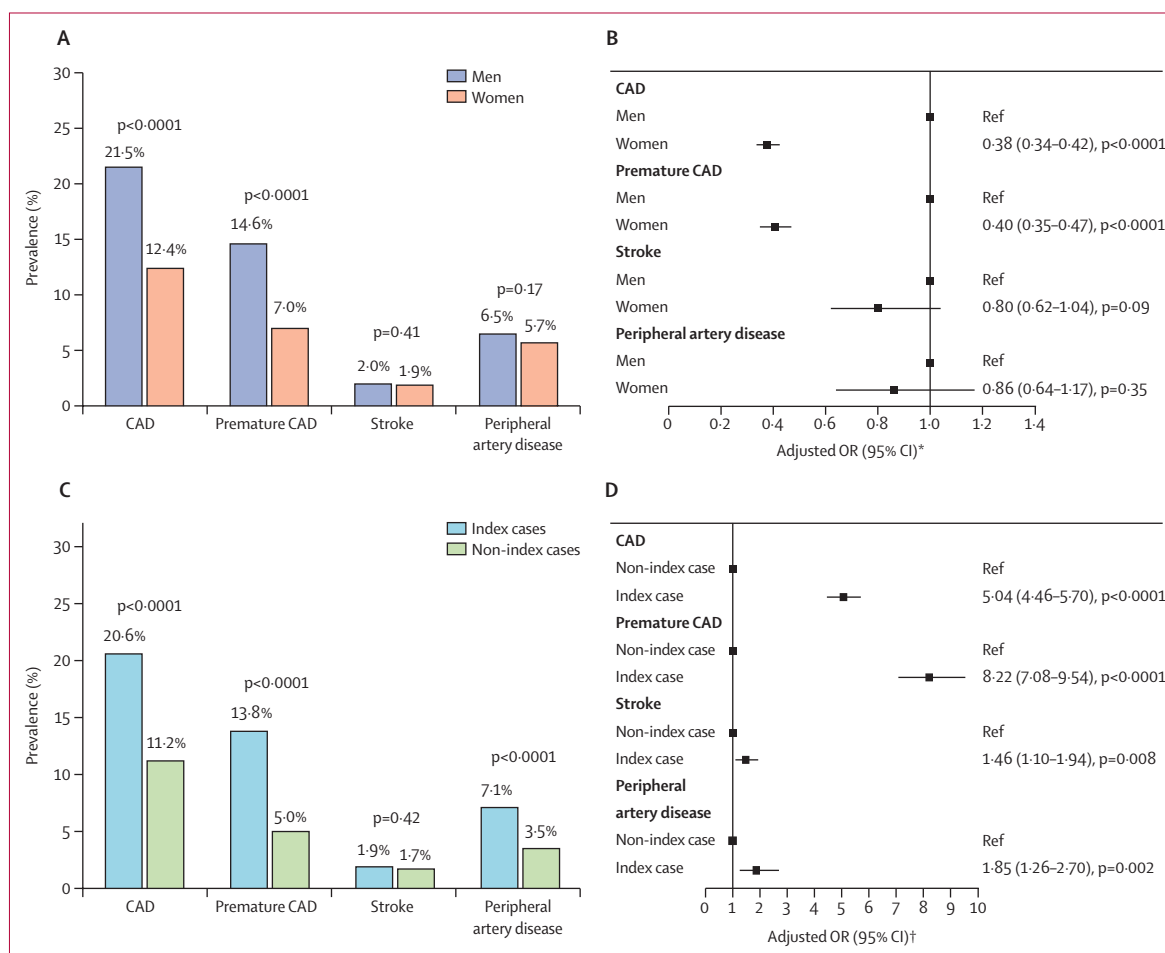 A
30
25
20
15
10
5
0
Prevalence (%)
Men
Women
p<0·0001
21·5%
12·4%
p<0·0001
14·6%
7·0%
p=0·41
2·0%
1·9%
p=0·17
6·5%
5·7%
CAD
Premature CAD
Stroke
Peripheral
artery disease
B
CAD
Men Ref
Women 0·38 (0·34–0·42), p<0·0001
Premature CAD
Men Ref
Women 0·40 (0·35–0·47), p<0·0001
Stroke
Men Ref
Women 0·80 (0·62–1·04), p=0·09
Peripheral artery disease
Men Ref
Women 0·86 (0·64–1·17), p=0·35
0 0·2 0·4 0·6 0·8 1·0 1·2 1·4
Adjusted OR (95% CI)*
C
30
25
20
15
10
5
0
Prevalence (%)
Index cases
Non-index cases
p<0·0001
20·6%
11·2%
p<0·0001
13·8%
5·0%
p=0·42
1·9%
1·7%
p<0·0001
7·1%
3·5%
CAD
Premature CAD
Stroke
Peripheral
artery disease
D
CAD
Non-index case Ref
Index case 5·04 (4·46–5·70), p<0·0001
Premature CAD
Non-index case Ref
Index case 8·22 (7·08–9·54), p<0·0001
Stroke
Non-index case Ref
Index case 1·46 (1·10–1·94), p=0·008
Peripheral
artery disease
Non-index case Ref
Index case 1·85 (1·26–2·70), p=0·002
0 1 2 3 4 5 6 7 8 9 10
Adjusted OR (95% CI)†